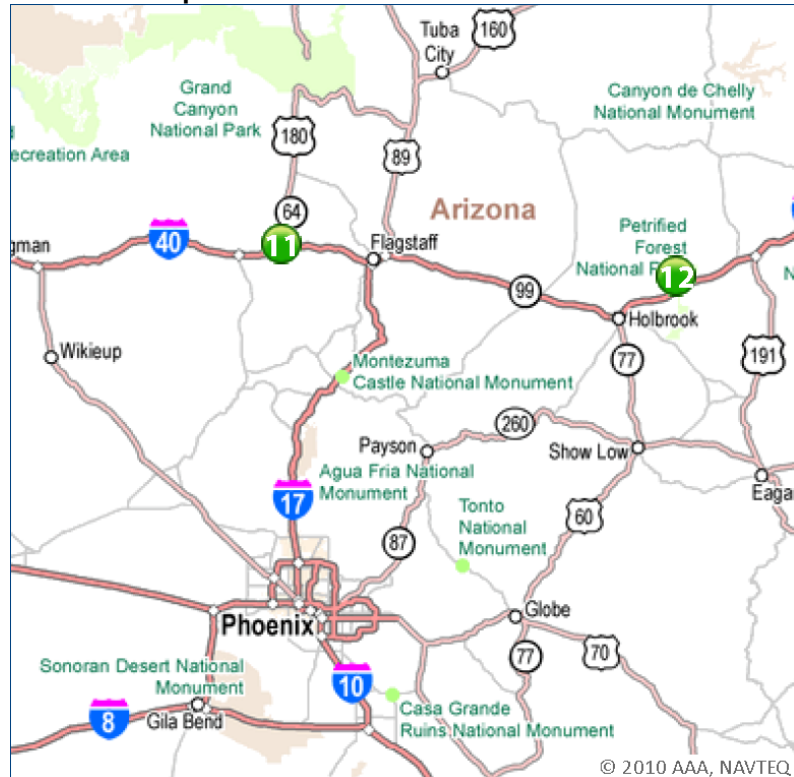 Tuba
City
160
Grand
Canyon
National Park
Canyon de Chelly
National Monument
180
89
ecreation Area
64
Arizona
11
Flagstaff
Petrified
Forest
National
12
gman
40
99
Holbrook
Wikieup
77
191
Montezuma
Castle National Monument
260
Payson
Show Low
Agua Fria National
Monument
Eaga
17
Tonto
National
Monument
60
87
Globe
Phoenix
77
70
Sonoran Desert National
Monument
10
8
Gila Bend
Casa Grande
Ruins National Monument
© 2010 AAA, NAVTEQ